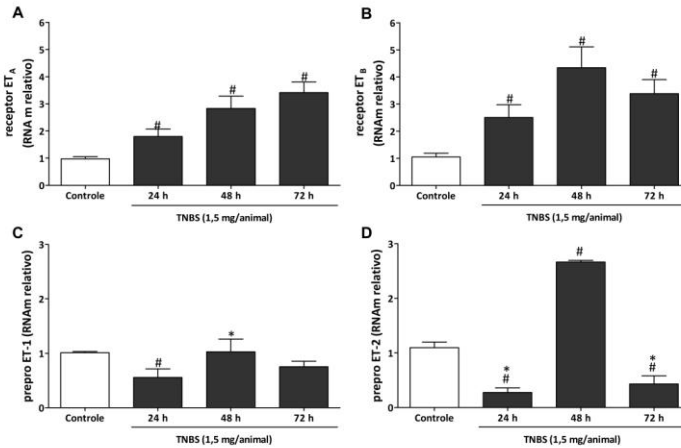 A
receptor ET_A
(RNA m relativo)
6
5
4
3
2
1
0
#
#
#
Controle 24 h 48 h 72 h
TNBS (1,5 mg/animal)
B
receptor ET_B
(RNAm relativo)
6
5
4
3
2
1
0
#
#
#
Controle 24 h 48 h 72 h
TNBS (1,5 mg/animal)
C
prepro ET-1 (RNAm relativo)
3
2
1
0
#
*
Controle 24 h 48 h 72 h
TNBS (1,5 mg/animal)
D
prepro ET-2 (RNAm relativo)
3
2
1
0
*
#
#
*
#
Controle 24 h 48 h 72 h
TNBS (1,5 mg/animal)